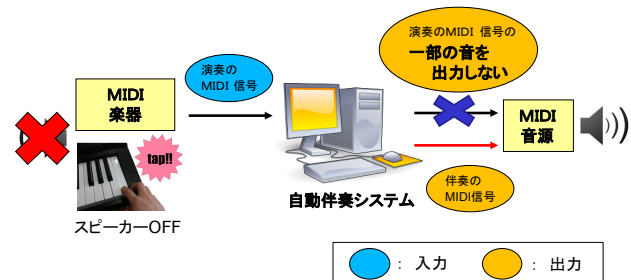 演奏のMIDI 信号の
一部の音を
出力しない
演奏の
MIDI 信号
MIDI
楽器
MIDI
音源
tap!!
伴奏の
MIDI信号
自動伴奏システム
スピーカーOFF
: 入力
: 出力